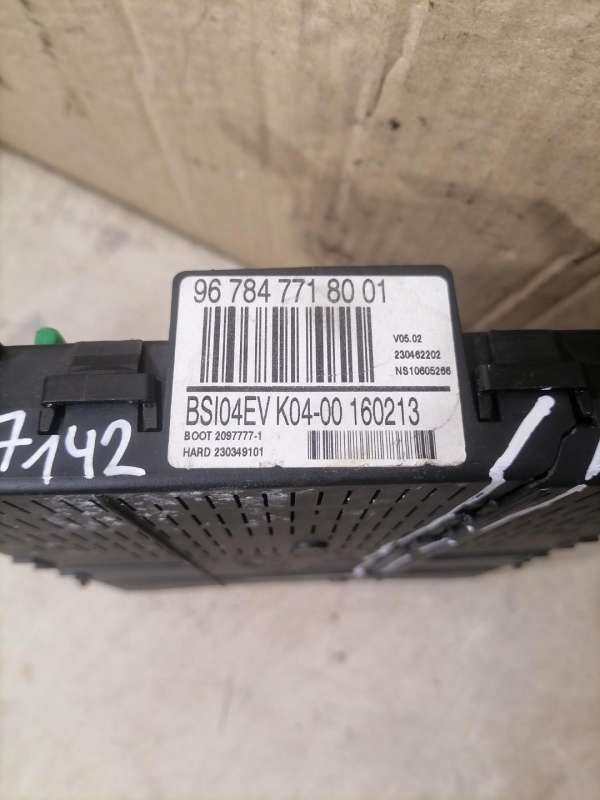 96 784 771 80 01
V05.02
230462202
NS10605266
BSI04EV K04-00 160213
BOOT 2097777-1
HARD 230349101
7142